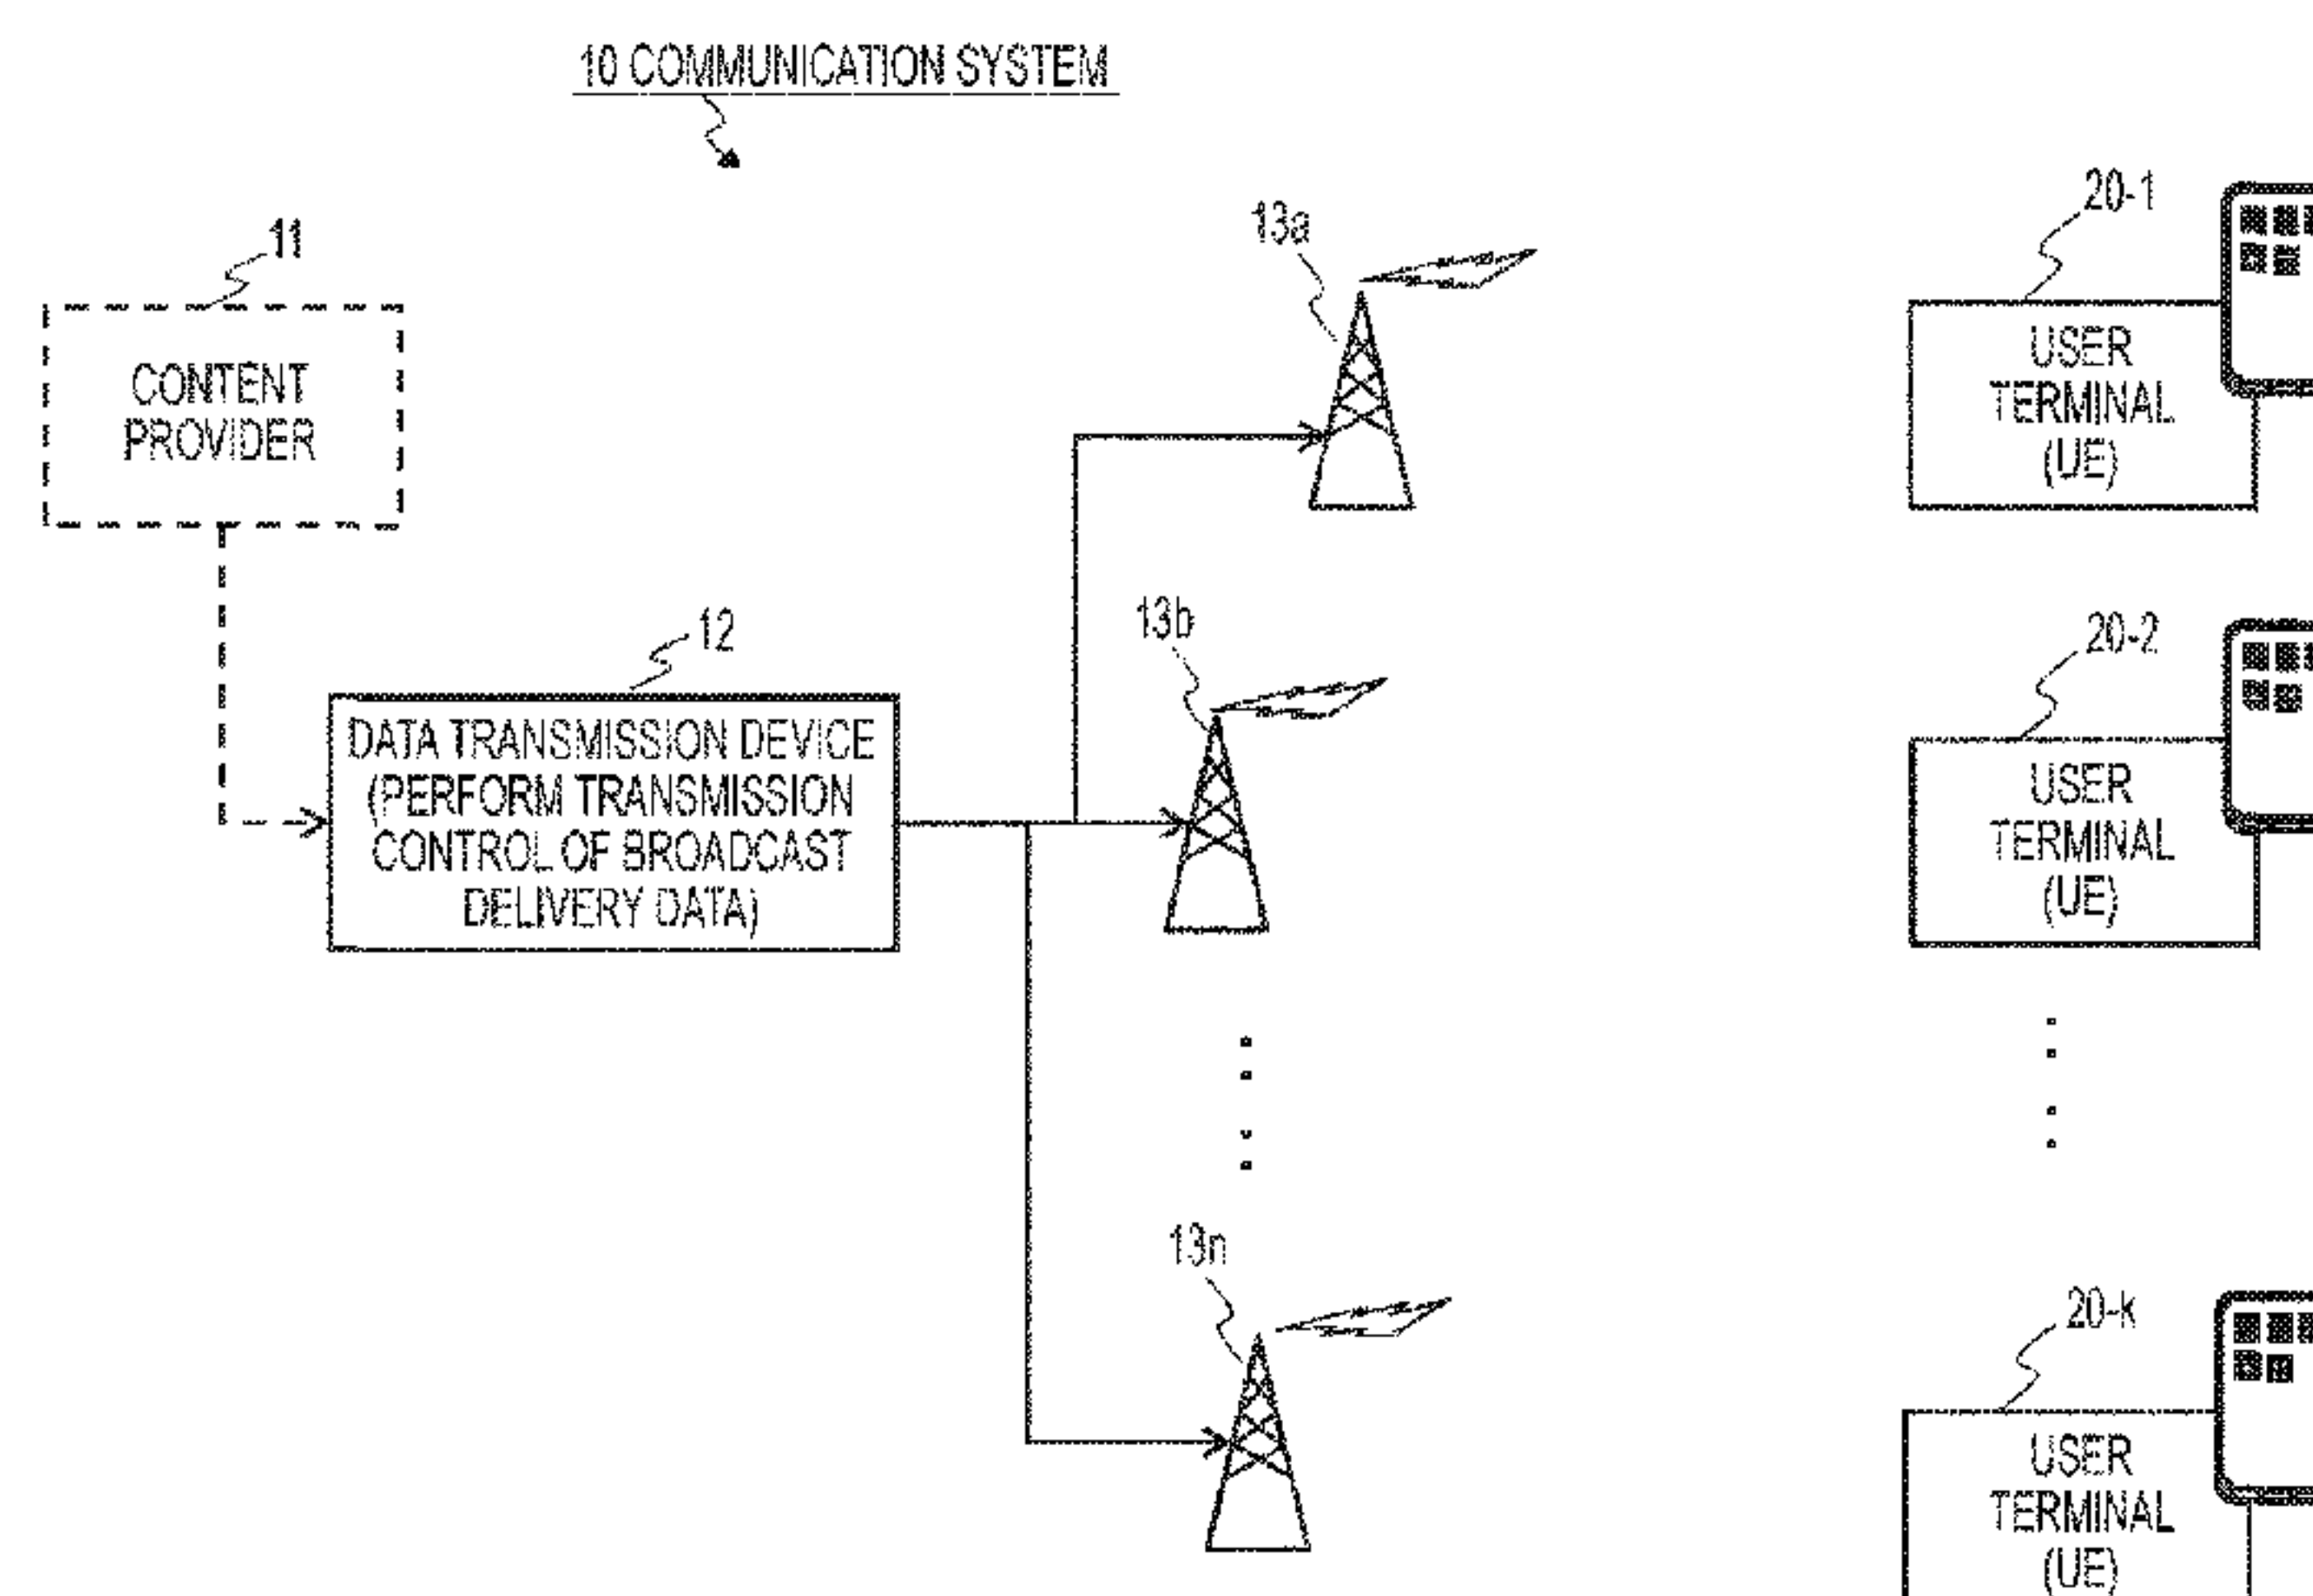 10 COMMUNICATION SYSTEM
11
CONTENT
PROVIDER
12
DATA TRANSMISSION DEVICE
(PERFORM TRANSMISSION
CONTROL OF BROADCAST
DELIVERY DATA)
13a
13b
13n
20-1
USER
TERMINAL
(UE)
20-2
USER
TERMINAL
(UE)
20-k
USER
TERMINAL
(UE)